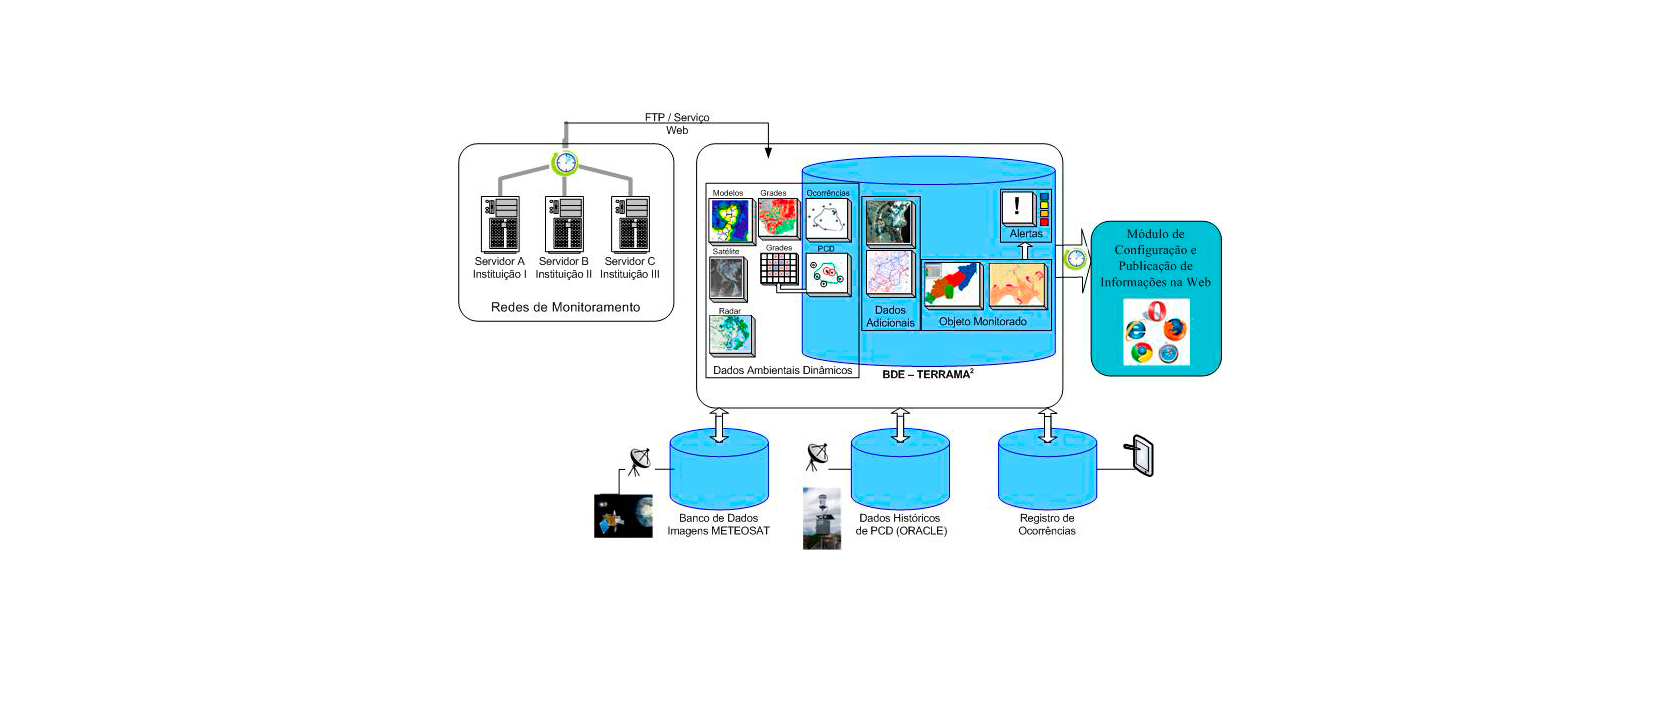 FTP / Serviço
Web
Servidor A
Instituição I
Servidor B
Instituição II
Servidor C
Instituição III
Redes de Monitoramento
Modelos
Grades
Ocorrências
Satélite
Grades
PCD
Radar
Dados Ambientais Dinâmicos
Dados
Adicionais
!
Alertas
Objeto Monitorado
BDE – TERRAMA²
Módulo de
Configuração e
Publicação de
Informações na Web
Banco de Dados
Imagens METEOSAT
Dados Históricos
de PCD (ORACLE)
Registro de
Ocorrências